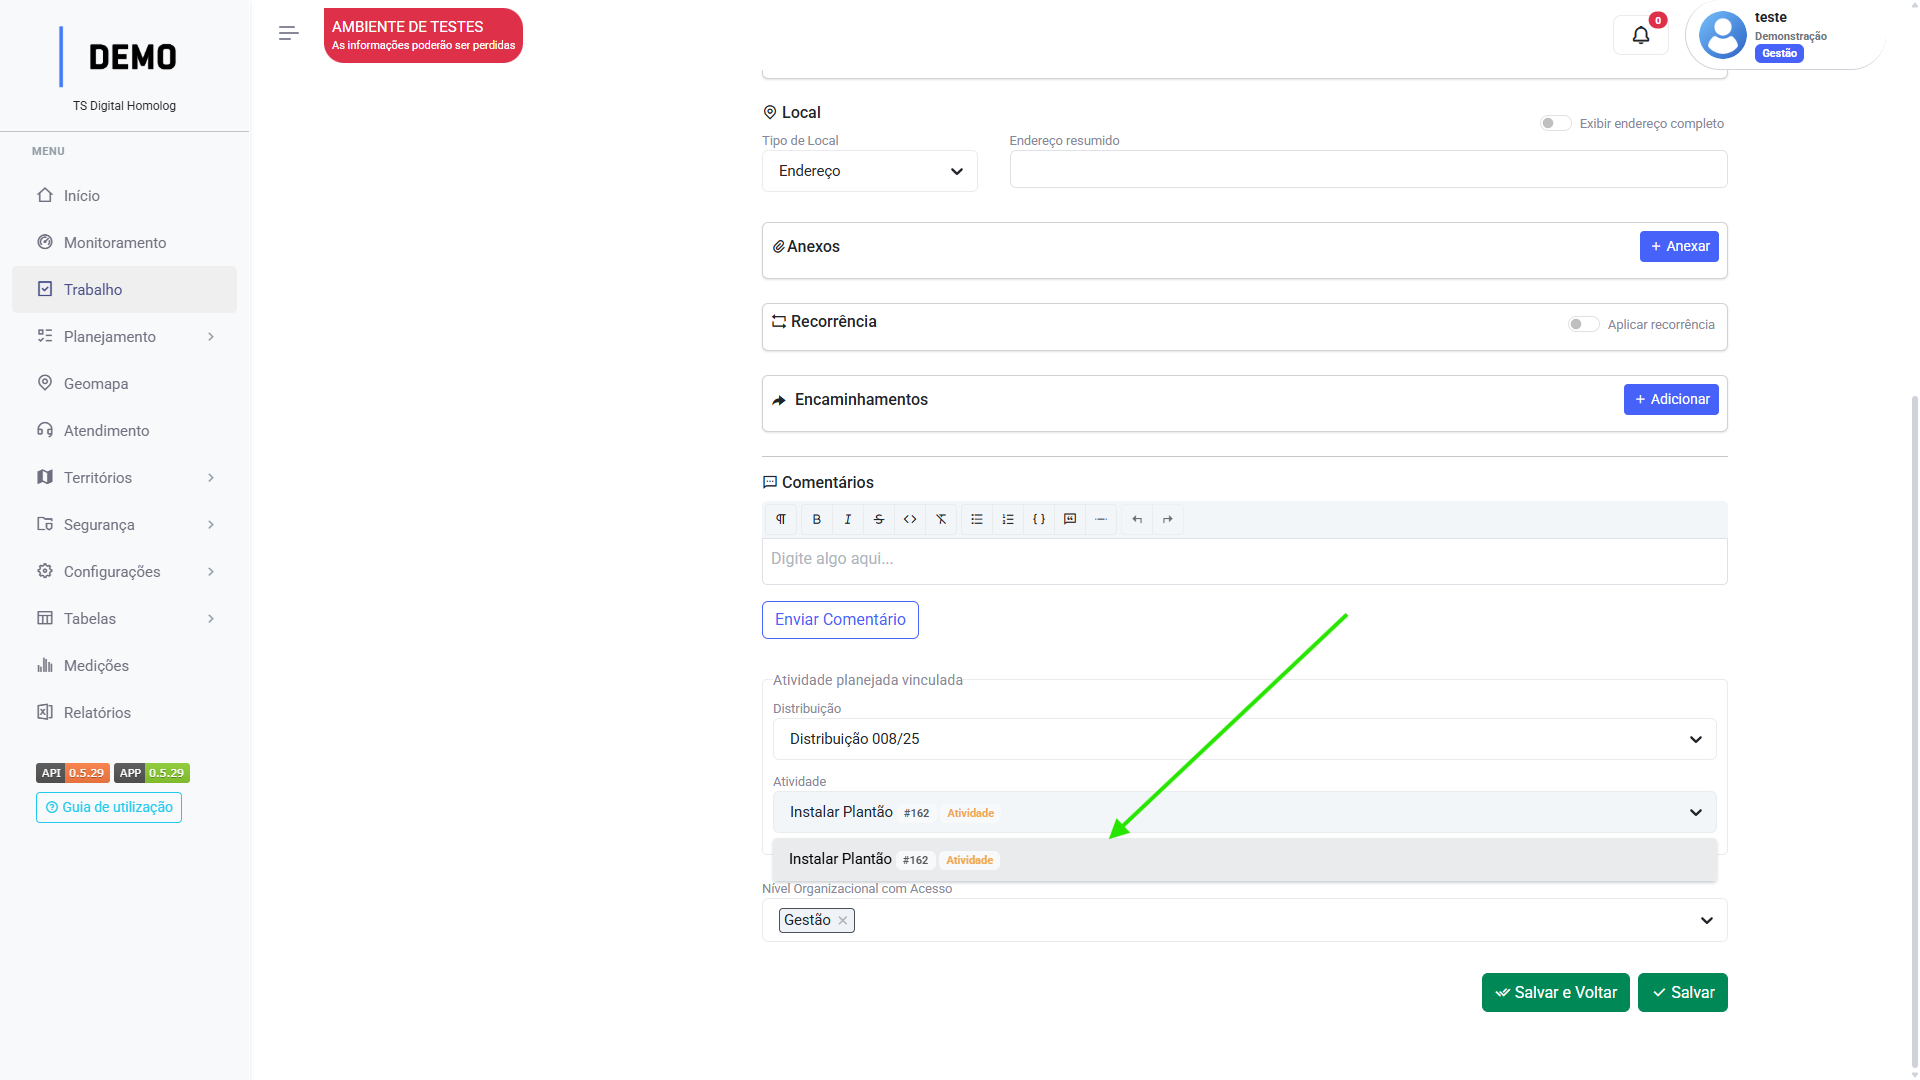 DEMO
TS Digital Homolog
MENU
Início
Monitoramento
Trabalho
Planejamento
Geomapa
Atendimento
Territórios
Segurança
Configurações
Tabelas
Medições
Relatórios
API 0.5.29 APP 0.5.29
Guia de utilização
AMBIENTE DE TESTES
As informações poderão ser perdidas
0
teste
Demonstração
Gestão
Local
Exibir endereço completo
Tipo de Local
Endereço resumido
Endereço
Anexos
+ Anexar
Recorrência
Aplicar recorrência
Encaminhamentos
+ Adicionar
Comentários
Digite algo aqui...
Enviar Comentário
Atividade planejada vinculada
Distribuição
Distribuição 008/25
Atividade
Instalar Plantão #162 Atividade
Instalar Plantão #162 Atividade
Nível Organizacional com Acesso
Gestão
Salvar e Voltar
Salvar